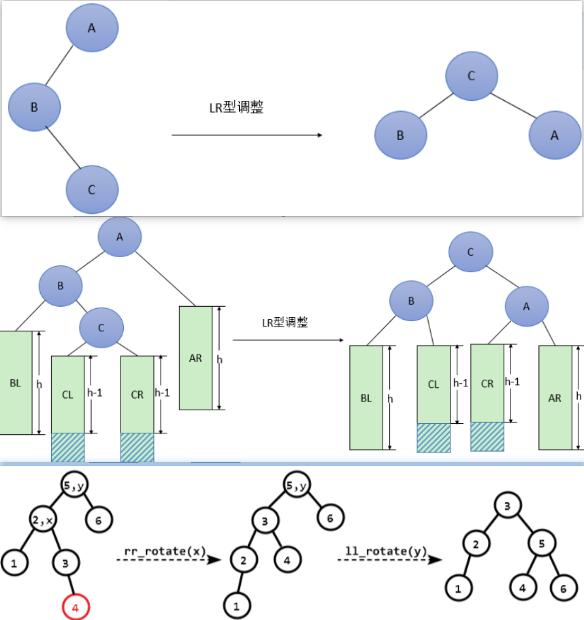 A
B
C
LR型调整
C
B
A
A
B
C
BL
h
CL
h-1
CR
h-1
AR
h
LR型调整
C
B
A
BL
h
CL
h-1
CR
h-1
AR
h
5,y
2,x
6
1
3
4
rr_rotate(x)
5,y
3
6
2
4
1
ll_rotate(y)
3
2
5
1
4
6